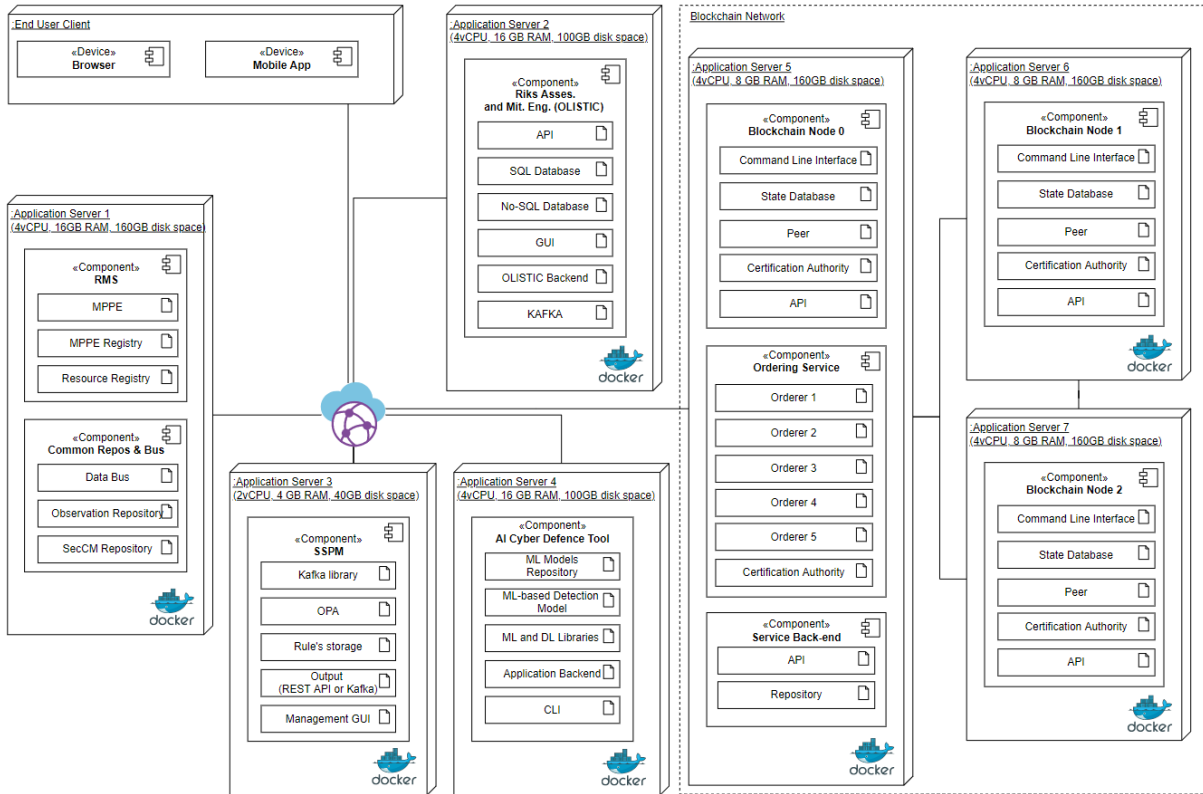 :End User Client
«Device»
Browser
«Device»
Mobile App
:Application Server 1
(4vCPU, 16GB RAM, 160GB disk space)
«Component»
RMS
MPPE
MPPE Registry
Resource Registry
«Component»
Common Repos & Bus
Data Bus
Observation Repository
SecCM Repository
docker
:Application Server 2
(4vCPU, 16 GB RAM, 100GB disk space)
«Component»
Riks Asses.
and Mit. Eng. (OLISTIC)
API
SQL Database
No-SQL Database
GUI
OLISTIC Backend
KAFKA
docker
:Application Server 3
(2vCPU, 4 GB RAM, 40GB disk space)
«Component»
SSPM
Kafka library
OPA
Rule's storage
Output
(REST API or Kafka)
Management GUI
docker
:Application Server 4
(4vCPU, 16 GB RAM, 100GB disk space)
«Component»
AI Cyber Defence Tool
ML Models
Repository
ML-based Detection
Model
ML and DL Libraries
Application Backend
CLI
docker
Blockchain Network
:Application Server 5
(4vCPU, 8 GB RAM, 160GB disk space)
«Component»
Blockchain Node 0
Command Line Interface
State Database
Peer
Certification Authority
API
«Component»
Ordering Service
Orderer 1
Orderer 2
Orderer 3
Orderer 4
Orderer 5
Certification Authority
«Component»
Service Back-end
API
Repository
docker
:Application Server 6
(4vCPU, 8 GB RAM, 160GB disk space)
«Component»
Blockchain Node 1
Command Line Interface
State Database
Peer
Certification Authority
API
docker
:Application Server 7
(4vCPU, 8 GB RAM, 160GB disk space)
«Component»
Blockchain Node 2
Command Line Interface
State Database
Peer
Certification Authority
API
docker